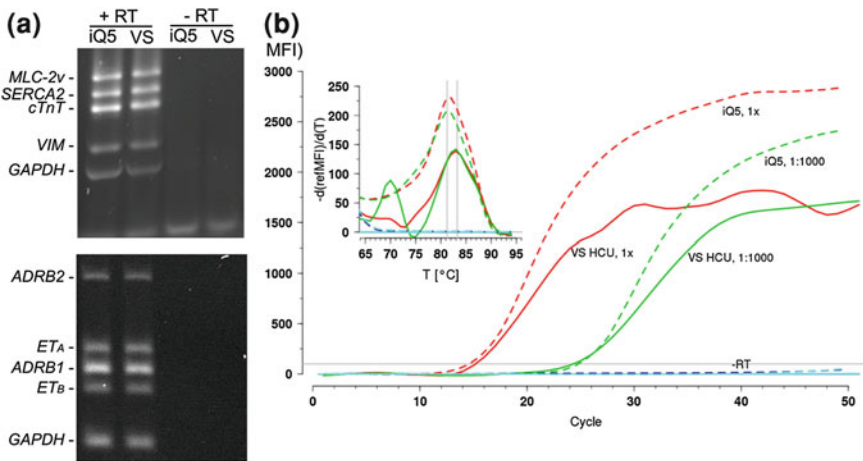 (a)
+ RT - RT
iQ5 VS iQ5 VS
MLC-2v -
SERCA2 -
cTnT -
VIM -
GAPDH -
ADRB2 -
ETA -
ADRB1 -
ETB -
GAPDH -
(b)
MFI)
3000
2500
2000
1500
1000
500
0
0 10 20 30 40 50
Cycle
iQ5, 1x
iQ5, 1:1000
VS HCU, 1x
VS HCU, 1:1000
-RT
-d(refMFI)/d(T)
250
200
150
100
50
0
65 70 75 80 85 90 95
T [°C]